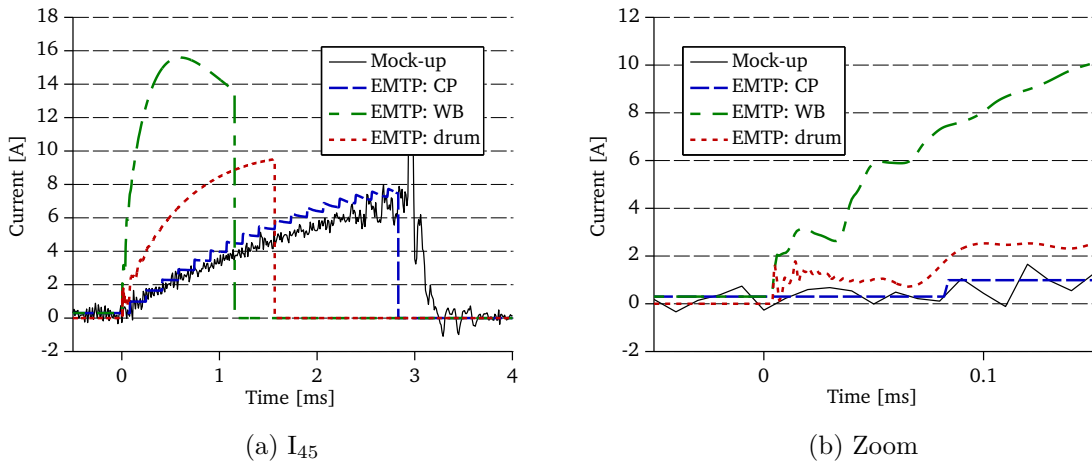 18
16
14
12
10
8
6
4
2
0
-2
Current [A]
0
1
2
3
4
Time [ms]
Mock-up
EMTP: CP
EMTP: WB
EMTP: drum
(a) I₄₅
12
10
8
6
4
2
0
-2
Current [A]
0
0.1
Time [ms]
Mock-up
EMTP: CP
EMTP: WB
EMTP: drum
(b) Zoom